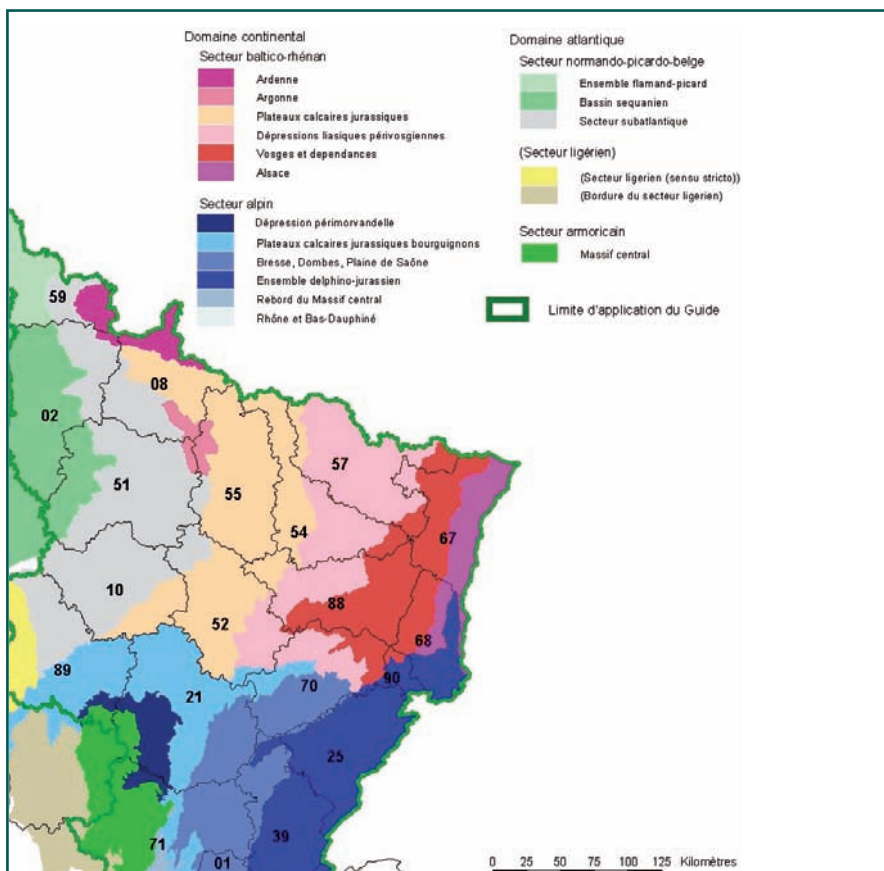 Domaine continental
Secteur baltico-rhénan
Ardenne
Argonne
Plateaux calcaires jurassiques
Dépressions liasiques périvosgiennes
Vosges et dependances
Alsace
Secteur alpin
Dépression périmorvandelle
Plateaux calcaires jurassiques bourguignons
Bresse, Dombes, Plaine de Saône
Ensemble delphino-jurassien
Rebord du Massif central
Rhône et Bas-Dauphiné
Domaine atlantique
Secteur normando-picardo-belge
Ensemble flamand-picard
Bassin sequanien
Secteur subatlantique
(Secteur ligérien)
(Secteur ligerien (sensu stricto))
(Bordure du secteur ligerien)
Secteur armoricain
Massif central
Limite d'application du Guide
59
08
02
57
51
55
54
67
10
88
52
68
89
70
90
21
25
39
71
01
0 25 50 75 100 125 Kilomètres